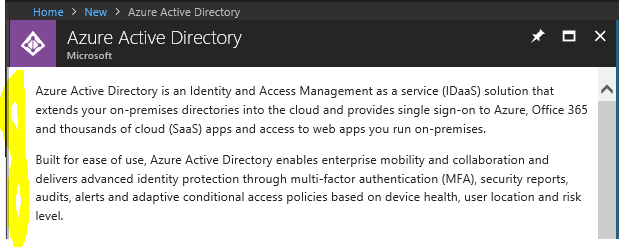 Home > New > Azure Active Directory
Azure Active Directory
Microsoft
Azure Active Directory is an Identity and Access Management as a service (IDaaS) solution that
extends your on-premises directories into the cloud and provides single sign-on to Azure, Office 365
and thousands of cloud (SaaS) apps and access to web apps you run on-premises.
Built for ease of use, Azure Active Directory enables enterprise mobility and collaboration and
delivers advanced identity protection through multi-factor authentication (MFA), security reports,
audits, alerts and adaptive conditional access policies based on device health, user location and risk
level.